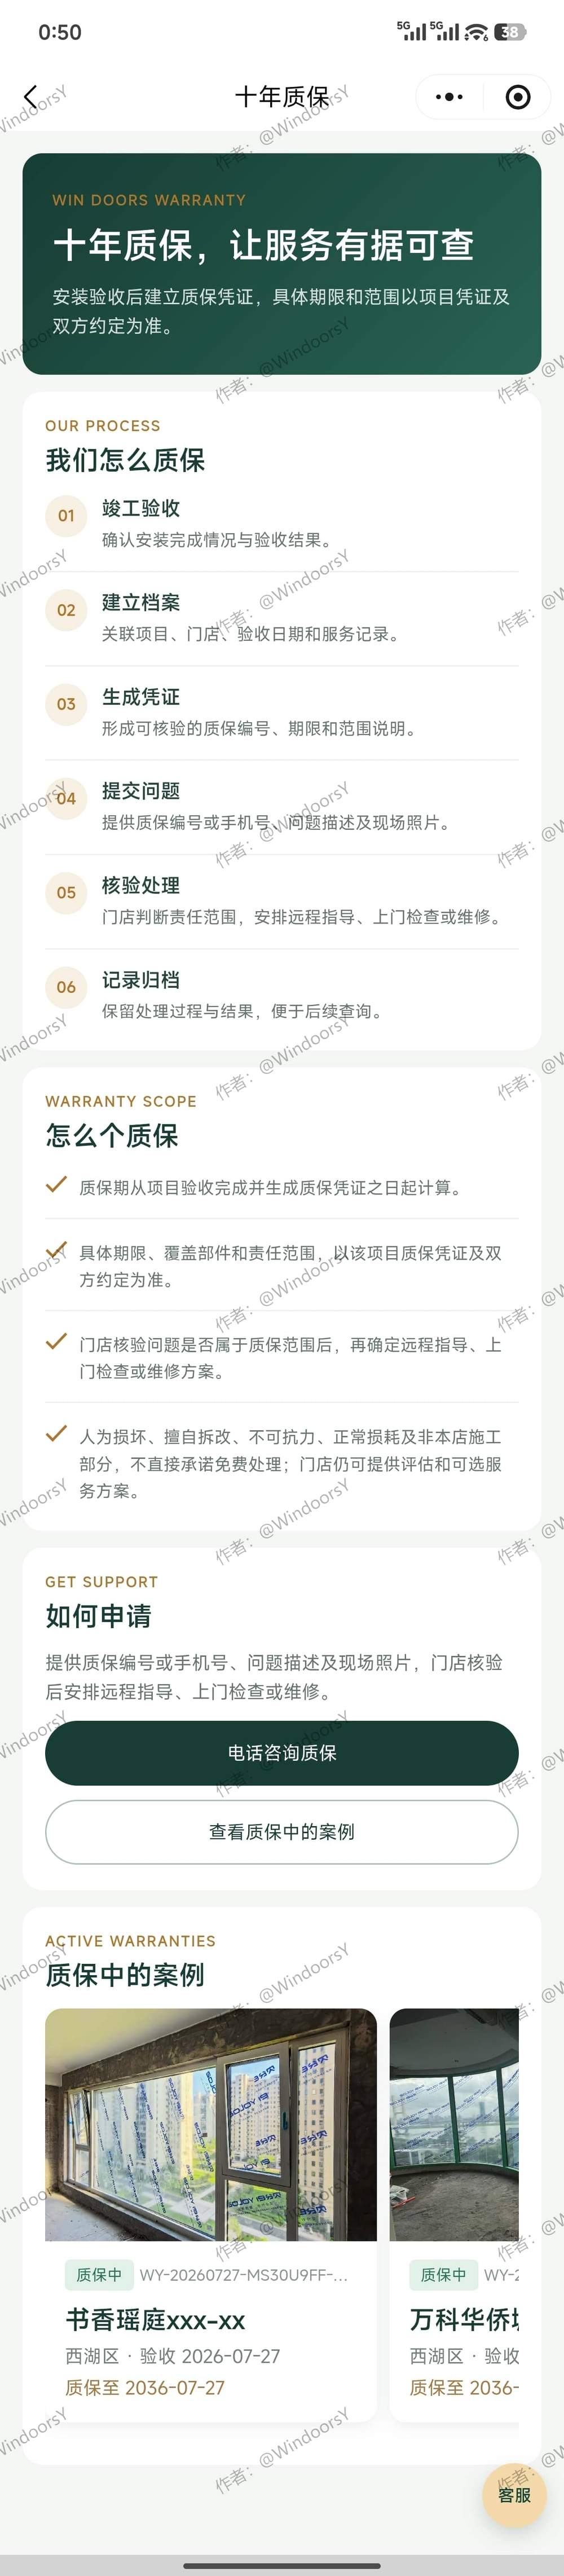 0:50
5G 5G 6 38
十年质保
WIN DOORS WARRANTY
十年质保，让服务有据可查
安装验收后建立质保凭证，具体期限和范围以项目凭证及
双方约定为准。
OUR PROCESS
我们怎么质保
01
竣工验收
确认安装完成情况与验收结果。
02
建立档案
关联项目、门店、验收日期和服务记录。
03
生成凭证
形成可核验的质保编号、期限和范围说明。
04
提交问题
提供质保编号或手机号、问题描述及现场照片。
05
核验处理
门店判断责任范围，安排远程指导、上门检查或维修。
06
记录归档
保留处理过程与结果，便于后续查询。
WARRANTY SCOPE
怎么个质保
质保期从项目验收完成并生成质保凭证之日起计算。
具体期限、覆盖部件和责任范围，以该项目质保凭证及双
方约定为准。
门店核验问题是否属于质保范围后，再确定远程指导、上
门检查或维修方案。
人为损坏、擅自拆改、不可抗力、正常损耗及非本店施工
部分，不直接承诺免费处理；门店仍可提供评估和可选服
务方案。
GET SUPPORT
如何申请
提供质保编号或手机号、问题描述及现场照片，门店核验
后安排远程指导、上门检查或维修。
电话咨询质保
查看质保中的案例
ACTIVE WARRANTIES
质保中的案例
质保中 WY-20260727-MS30U9FF-...
书香瑶庭xxx-xx
西湖区 · 验收 2026-07-27
质保至 2036-07-27
质保中 WY-2
万科华侨
西湖区 · 验收
质保至 2036-
客服
作者：@WindoorsY